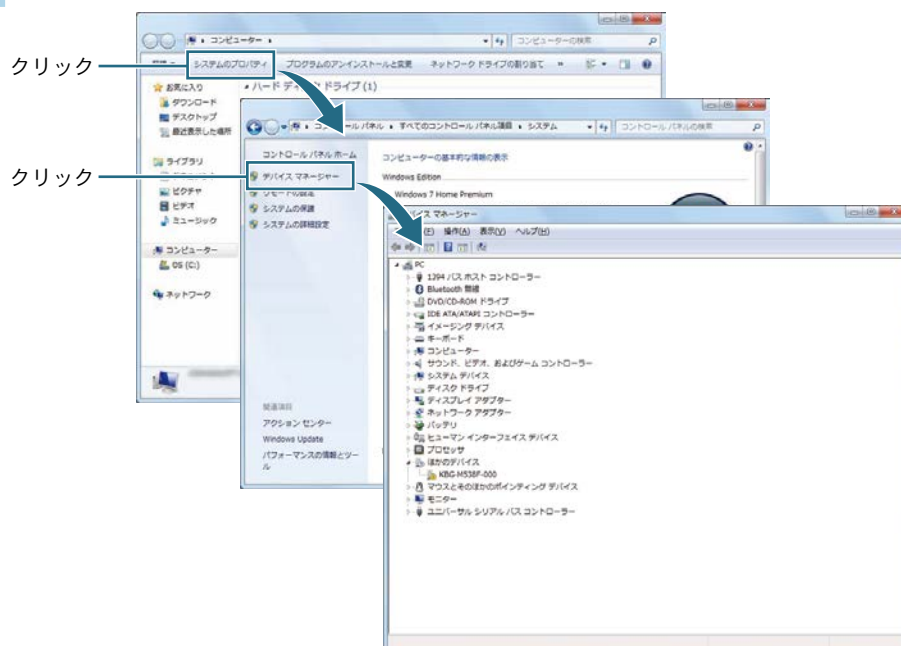 コンピューター
コンピューターの検索
クリック
システムのプロパティ
プログラムのアンインストールと変更
ネットワーク ドライブの割り当て
»
お気に入り
ダウンロード
デスクトップ
最近表示した場所
ライブラリ
ピクチャ
ビデオ
ミュージック
コンピューター
OS (C:)
ネットワーク
ハード ディスク ドライブ (1)
すべてのコントロール パネル項目
システム
コントロール パネルの検索
コントロール パネル ホーム
クリック
デバイス マネージャー
リモートの設定
システムの保護
システムの詳細設定
関連項目
アクション センター
Windows Update
パフォーマンスの情報とツー
ル
コンピューターの基本的な情報の表示
Windows Edition
Windows 7 Home Premium
マネージャー
(F) 操作(A) 表示(V) ヘルプ(H)
PC
1394 バス ホスト コントローラー
Bluetooth 無線
DVD/CD-ROM ドライブ
IDE ATA/ATAPI コントローラー
イメージング デバイス
キーボード
コンピューター
サウンド、ビデオ、およびゲーム コントローラー
システム デバイス
ディスク ドライブ
ディスプレイ アダプター
ネットワーク アダプター
バッテリ
ヒューマン インターフェイス デバイス
プロセッサ
ほかのデバイス
KBG-M538F-000
マウスとそのほかのポインティング デバイス
モニター
ユニバーサル シリアル バス コントローラー